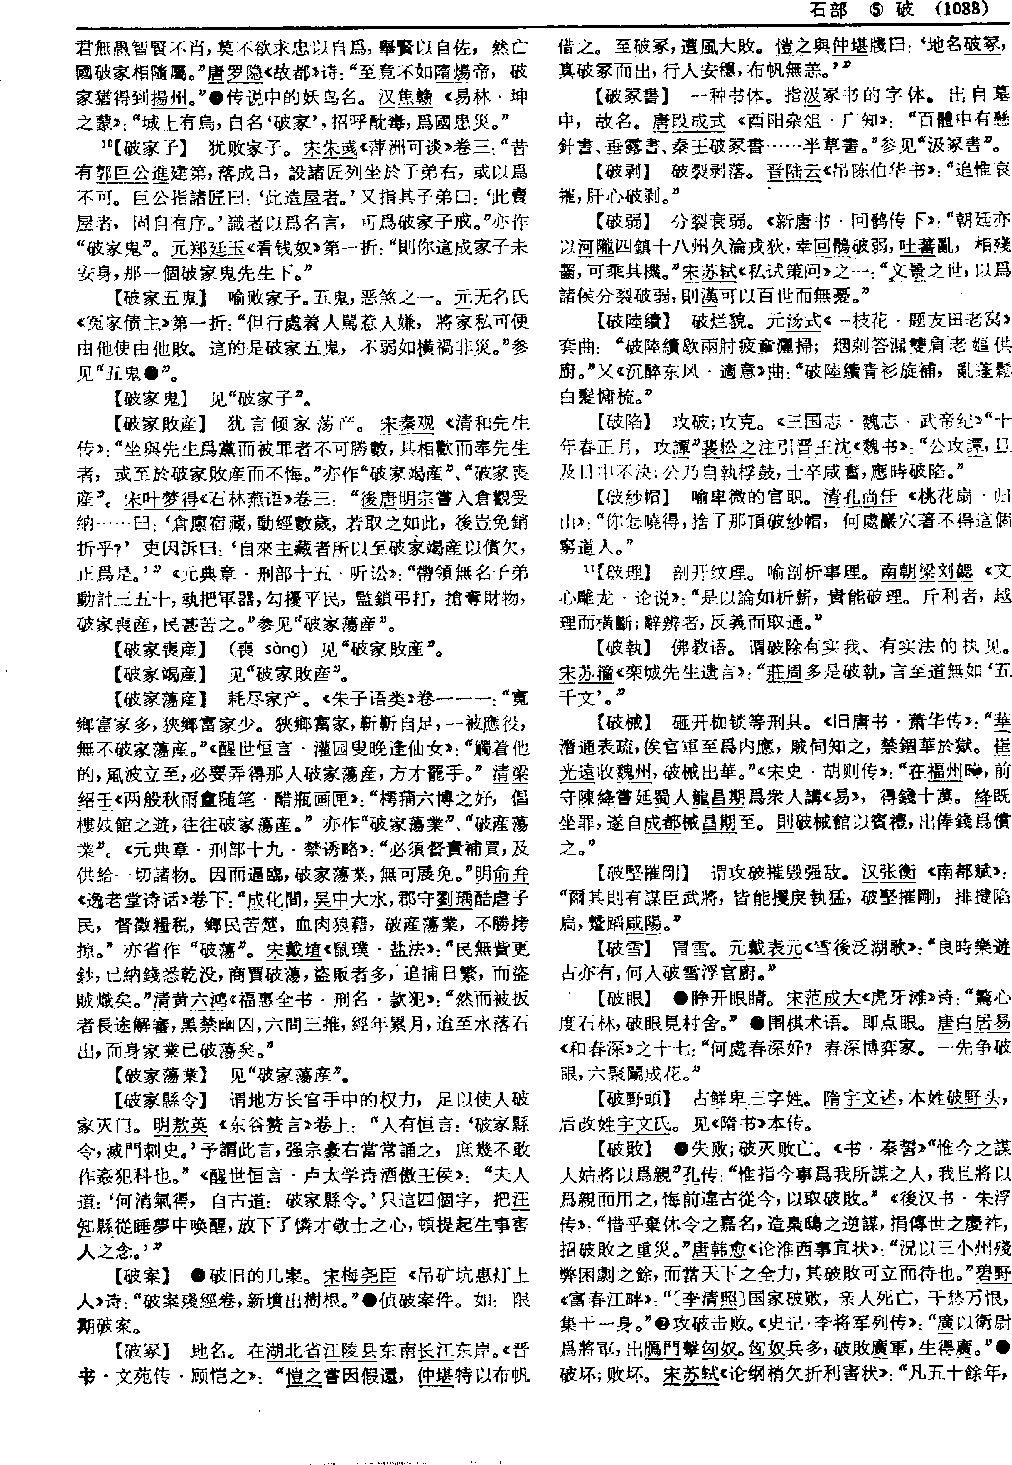 石部 ⑤ 破 (1038)
君無愚智賢不肖，莫不欲求忠以自爲，舉賢以自佐，然亡
國破家相隨屬。”唐罗隐《故都》诗：“至竟不如隋煬帝，破
家猶得到揚州。”●传说中的妖鸟名。汉焦赣《易林·坤
之蒙》：“城上有烏，自名‘破家’，招呼酖毒，爲國患災。”
【破家子】 犹败家子。宋朱彧《萍洲可谈》卷三：“昔
有郭巨公進建第，落成日，設諸匠列坐於子弟右，或以爲
不可。巨公指諸匠曰：‘此造屋者。’又指其子弟曰：‘此賣
屋者，固自有序。’識者以爲名言，可爲破家子戒。”亦作
“破家鬼”。元郑廷玉《看钱奴》第一折：“則你這成家子未
安身，那一個破家鬼先生下。”
【破家五鬼】 喻败家子。五鬼，恶煞之一。元无名氏
《冤家债主》第一折：“但行處着人罵惹人嫌，將家私可便
由他使由他敗。這的是破家五鬼，不弱如橫禍非災。”参
见“五鬼●”。
【破家鬼】 见“破家子”。
【破家敗産】 犹言倾家荡产。宋秦观《清和先生
传》：“坐與先生爲黨而被罪者不可勝數，其相歡而奉先生
者，或至於破家敗産而不悔。”亦作“破家竭産”、“破家喪
産”。宋叶梦得《石林燕语》卷三：“後唐明宗嘗入倉觀受
納……曰：‘倉廩宿藏，動經數歲，若取之如此，後豈免銷
折乎？’吏因訴曰：‘自來主藏者所以至破家竭産以償欠，
正爲是。’”《元典章·刑部十五·听讼》：“帶領無名子弟
動計三五十，執把軍器，勾擾平民，監鎖弔打，搶奪財物，
破家喪産，民甚苦之。”参见“破家蕩産”。
【破家喪産】 （喪 sàng）见“破家敗産”。
【破家竭産】 见“破家敗産”。
【破家蕩産】 耗尽家产。《朱子语类》卷一一一：“寬
鄉富家多，狹鄉富家少。狹鄉富家，靳靳自足，一被應役，
無不破家蕩産。”《醒世恒言·灌园叟晚逢仙女》：“觸着他
的，風波立至，必要弄得那人破家蕩産，方才罷手。”清梁
绍壬《两般秋雨盦随笔·醋瓶画匣》：“樗蒱六博之好，倡
樓妓館之遊，往往破家蕩産。”亦作“破家蕩業”、“破産蕩
業”。《元典章·刑部十九·禁诱略》：“必須督責補買，及
供給一切諸物。因而逼臨，破家蕩業，無可展免。”明俞弁
《逸老堂诗话》卷下：“成化間，吴中大水，郡守劉瑀酷虐子
民，督徵糧税，鄉民苦楚，血肉狼藉，破産蕩業，不勝拷
掠。”亦省作“破蕩”。宋戴埴《鼠璞·盐法》：“民無貲更
鈔，已納錢悉乾没，商賈破蕩，盗販者多，追捕日繁，而盗
賊熾矣。”清黄六鸿《福惠全书·刑名·款犯》：“然而被扳
者長途解審，黑禁幽囚，六問三推，經年累月，迨至水落石
出，而身家業已破蕩矣。”
【破家蕩業】 见“破家蕩産”。
【破家縣令】 谓地方长官手中的权力，足以使人破
家灭门。明敖英《东谷赘言》卷上：“人有恒言：‘破家縣
令，滅門刺史。’予謂此言，强宗豪右當常誦之，庶幾不敢
作姦犯科也。”《醒世恒言·卢太学诗酒傲王侯》：“夫人
道：‘何消氣得，自古道：破家縣令。’只這四個字，把汪
知縣從睡夢中唤醒，放下了憐才敬士之心，頓提起生事害
人之念。’”
【破案】 ●破旧的几案。宋梅尧臣《吊矿坑惠灯上
人》诗：“破案殘經卷，新墳出樹根。”●侦破案件。如：限
期破案。
【破冢】 地名。在湖北省江陵县东南长江东岸。《晋
书·文苑传·顾恺之》：“愷之嘗因假還，仲堪特以布帆
借之。至破冢，遭風大敗。愷之與仲堪牋曰：‘地名破冢，
真破冢而出，行人安穩，布帆無恙。’”
【破冢書】 一种书体。指汲冢书的字体。出自墓
中，故名。唐段成式《酉阳杂俎·广知》：“百體中有懸
針書、垂露書、秦王破冢書……半草書。”参见“汲冢書”。
【破剥】 破裂剥落。晋陆云《吊陈伯华书》：“追惟哀
摧，肝心破剥。”
【破弱】 分裂衰弱。《新唐书·回鹘传下》：“朝廷亦
以河隴四鎮十八州久淪戎狄，幸回鶻破弱，吐蕃亂，相殘
齧，可乘其機。”宋苏轼《私试策问》之一：“文景之世，以爲
諸侯分裂破弱，則漢可以百世而無憂。”
【破陸續】 破烂貌。元汤式《一枝花·题友田老窝》
套曲：“破陸續歇兩肘疲童灑掃；烟刺答漏雙肩老嫗供
厨。”又《沉醉东风·適意》曲：“破陸續青衫旋補，亂蓬鬆
白髮慵梳。”
【破陷】 攻破；攻克。《三国志·魏志·武帝纪》“十
年春正月，攻譚”裴松之注引晋王沈《魏书》：“公攻譚，旦
及日中不決；公乃自執桴鼓，士卒咸奮，應時破陷。”
【破紗帽】 喻卑微的官职。清孔尚任《桃花扇·归
山》：“你怎曉得，捨了那頂破紗帽，何處巖穴著不得這個
窮道人。”
【破理】 剖开纹理。喻剖析事理。南朝梁刘勰《文
心雕龙·论说》：“是以論如析薪，貴能破理。斤利者，越
理而横斷；辭辨者，反義而取通。”
【破執】 佛教语。谓破除有实我、有实法的执见。
宋苏籀《栾城先生遗言》：“莊周多是破執，言至道無如‘五
千文’。”
【破械】 砸开枷锁等刑具。《旧唐书·萧华传》：“華
潛通表疏，俟官軍至爲内應，賊伺知之，禁錮華於獄。崔
光遠收魏州，破械出華。”《宋史·胡则传》：“在福州時，前
守陳絳嘗延蜀人龍昌期爲衆人講《易》，得錢十萬。絳既
坐罪，遂自成都械昌期至。則破械館以賓禮，出俸錢爲償
之。”
【破堅摧剛】 谓攻破摧毁强敌。汉张衡《南都赋》：
“爾其則有謀臣武將，皆能攫戾執猛，破堅摧剛，排揵陷
扃，蹙蹈咸陽。”
【破雪】 冒雪。元戴表元《雪後泛湖歌》：“良時樂遊
古亦有，何人破雪浮官厨。”
【破眼】 ●睁开眼睛。宋范成大《虎牙滩》诗：“驚心
度石林，破眼見村舍。”●围棋术语。即点眼。唐白居易
《和春深》之十七：“何處春深好？春深博弈家。一先争破
眼，六聚鬭成花。”
【破野頭】 古鲜卑三字姓。隋宇文述，本姓破野头，
后改姓宇文氏。见《隋书》本传。
【破敗】 ●失败；破灭败亡。《书·秦誓》“惟今之謀
人姑將以爲親”孔传：“惟指今事爲我所謀之人，我且將以
爲親而用之，悔前違古從今，以取破敗。”《後汉书·朱浮
传》：“惜乎棄休令之嘉名，造梟鴟之逆謀，捐傳世之慶祚，
招破敗之重災。”唐韩愈《论淮西事宜状》：“況以三小州殘
弊困劇之餘，而當天下之全力，其破敗可立而待也。”碧野
《富春江畔》：“〔李清照〕国家破败，亲人死亡，千愁万恨，
集于一身。”❷攻破击败。《史记·李将军列传》：“廣以衛尉
爲將軍，出鴈門擊匈奴。匈奴兵多，破敗廣軍，生得廣。”●
破坏；败坏。宋苏轼《论纲梢欠折利害状》：“凡五十餘年，